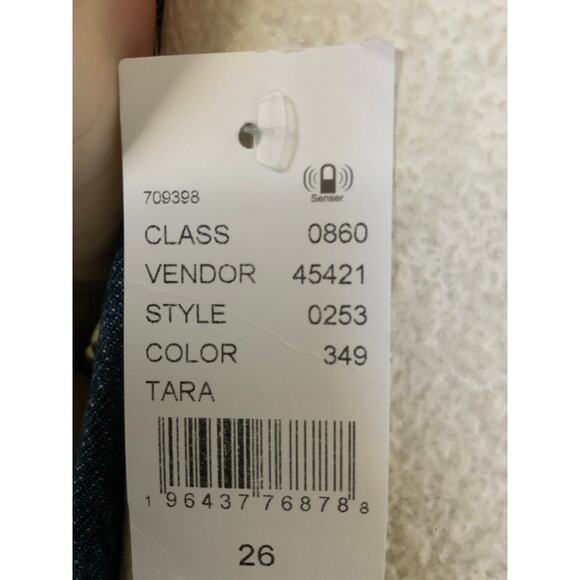 Senser
709398
CLASS 0860
VENDOR 45421
STYLE 0253
COLOR 349
TARA
1 96437 76878 8
26